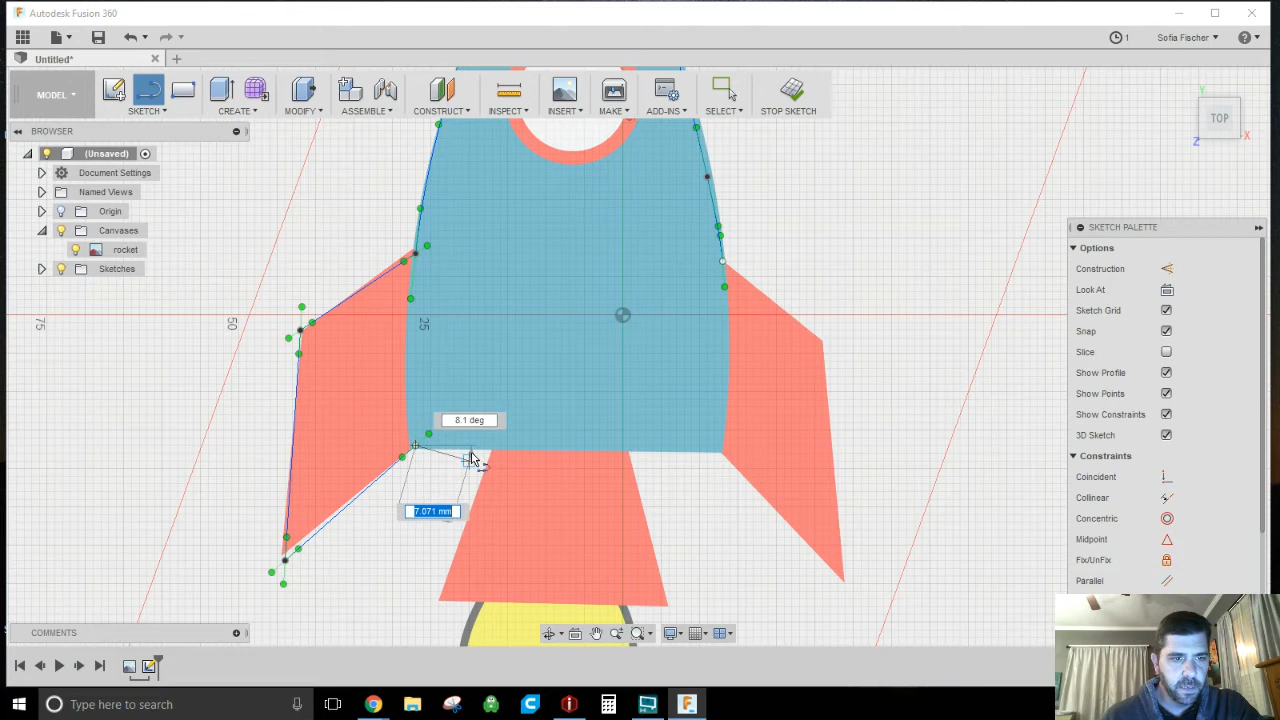 Autodesk Fusion 360
1
Sofia Fischer
Untitled*
MODEL
SKETCH
CREATE
MODIFY
ASSEMBLE
CONSTRUCT
INSPECT
INSERT
MAKE
ADD-INS
SELECT
STOP SKETCH
BROWSER
(Unsaved)
Document Settings
Named Views
Origin
Canvases
rocket
Sketches
Y
TOP
X
Z
75
50
25
8.1 deg
7.071 mm
SKETCH PALETTE
Options
Construction
Look At
Sketch Grid
Snap
Slice
Show Profile
Show Points
Show Constraints
3D Sketch
Constraints
Coincident
Collinear
Concentric
Midpoint
Fix/UnFix
Parallel
COMMENTS
Type here to search